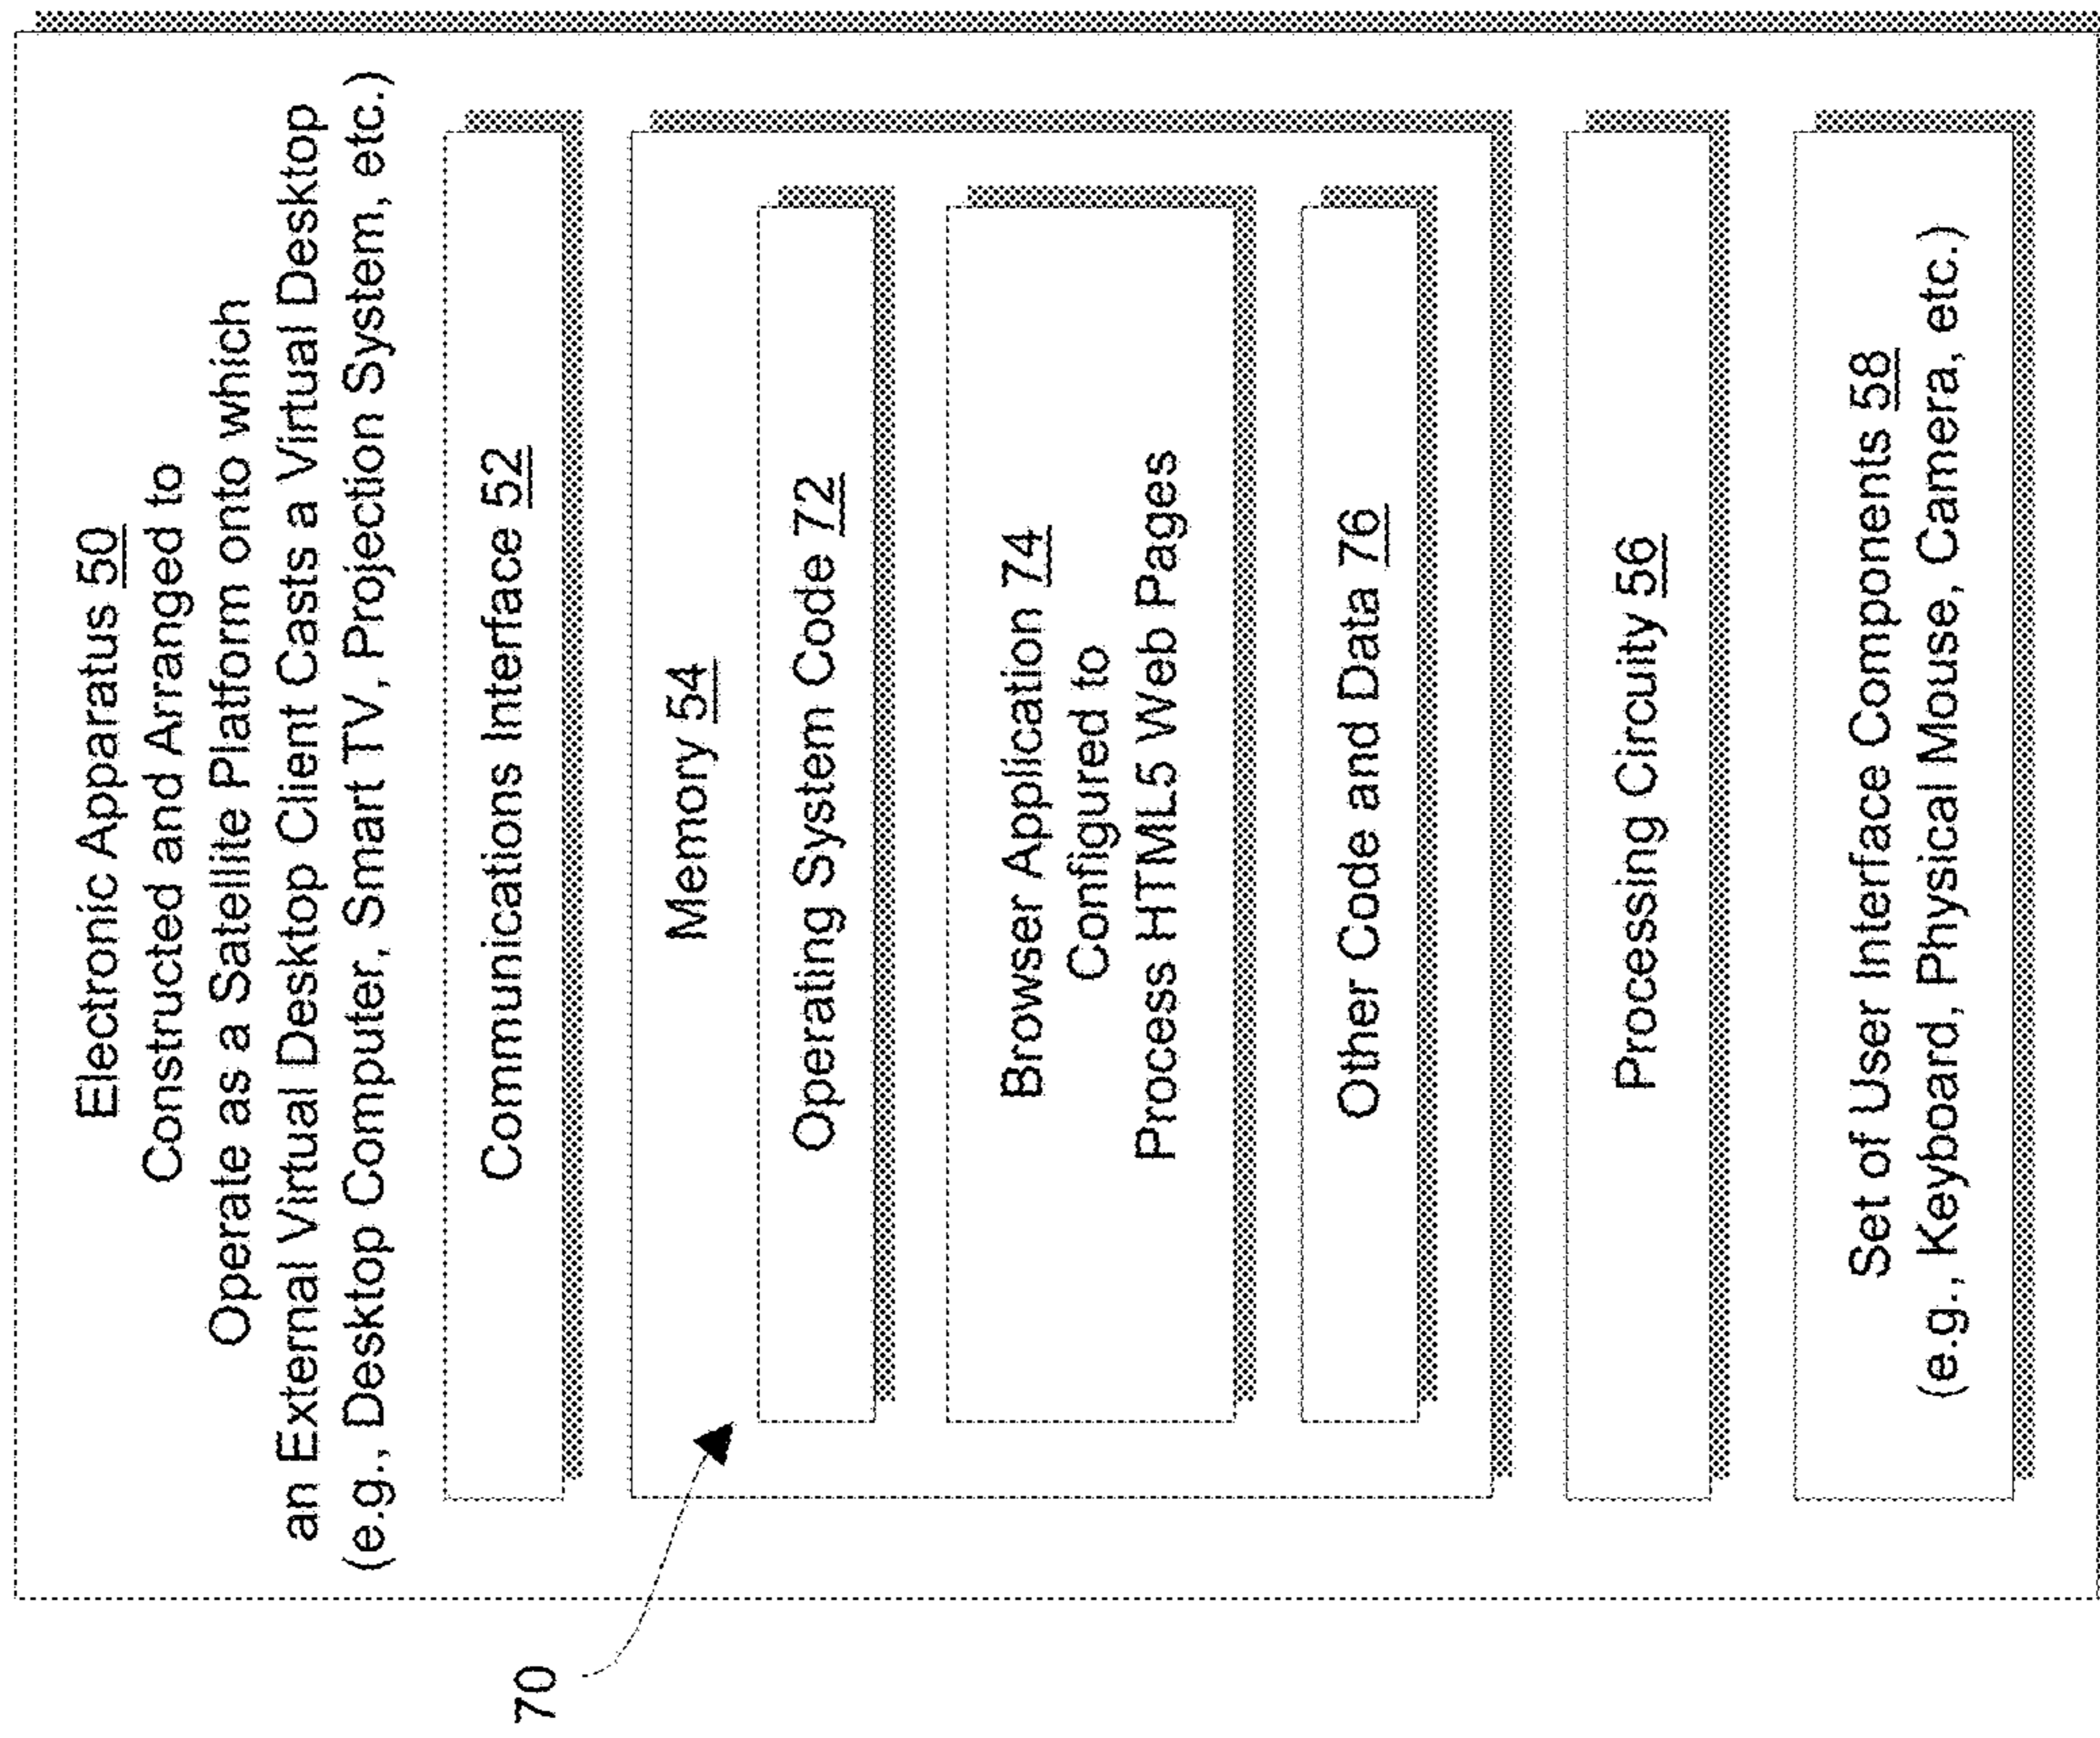 Electronic Apparatus 50
Constructed and Arranged to
Operate as a Satellite Platform onto which
an External Virtual Desktop Client Casts a Virtual Desktop
(e.g., Desktop Computer, Smart TV, Projection System, etc.)
Communications Interface 52
70
Memory 54
Operating System Code 72
Browser Application 74
Configured to
Process HTML5 Web Pages
Other Code and Data 76
Processing Circuity 56
Set of User Interface Components 58
(e.g., Keyboard, Physical Mouse, Camera, etc.)